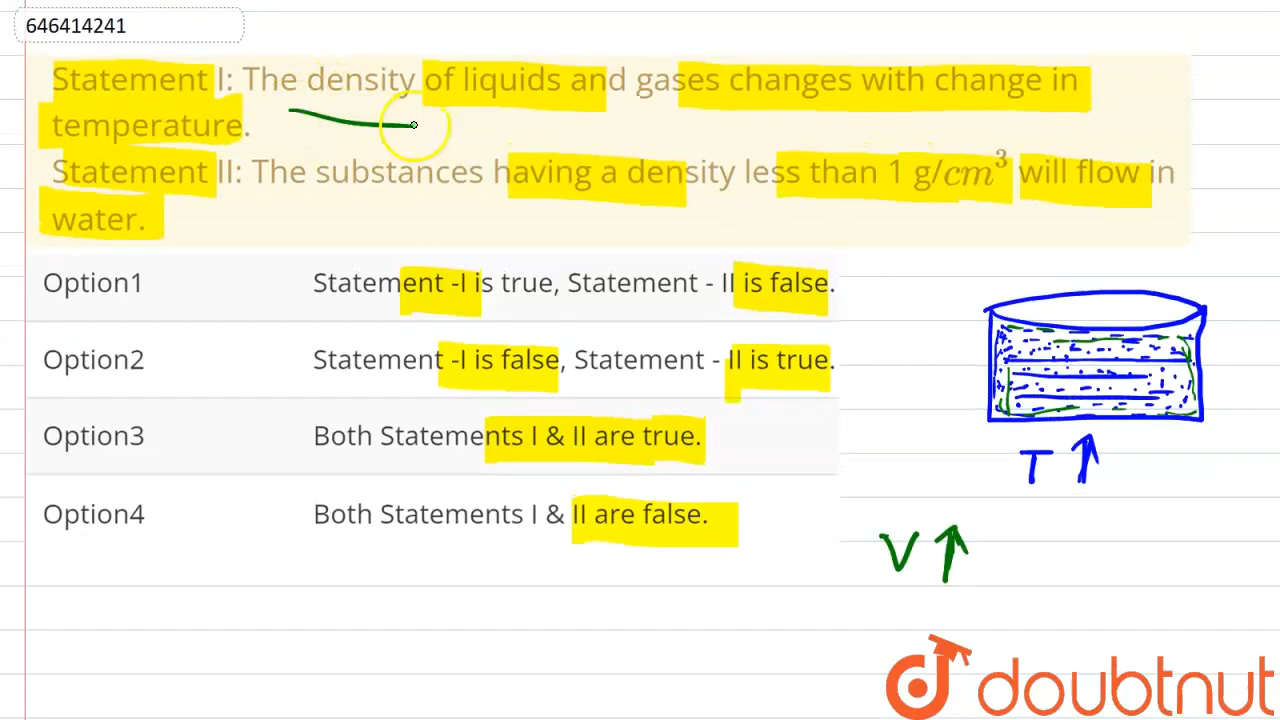 646414241
Statement I: The density of liquids and gases changes with change in
temperature.
Statement II: The substances having a density less than 1 g/cm³ will flow in
water.
Option1 Statement -I is true, Statement - II is false.
Option2 Statement -I is false, Statement - II is true.
Option3 Both Statements I & II are true.
T ↑
Option4 Both Statements I & II are false.
V ↑
doubtnut